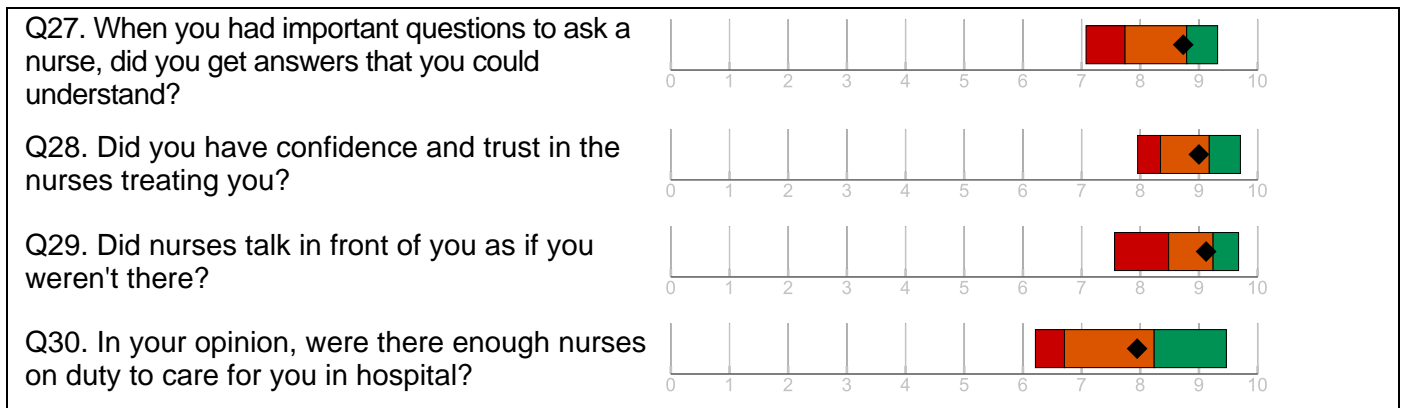 Q27. When you had important questions to ask a
nurse, did you get answers that you could
understand?
0 1 2 3 4 5 6 7 8 9 10
Q28. Did you have confidence and trust in the
nurses treating you?
0 1 2 3 4 5 6 7 8 9 10
Q29. Did nurses talk in front of you as if you
weren't there?
0 1 2 3 4 5 6 7 8 9 10
Q30. In your opinion, were there enough nurses
on duty to care for you in hospital?
0 1 2 3 4 5 6 7 8 9 10